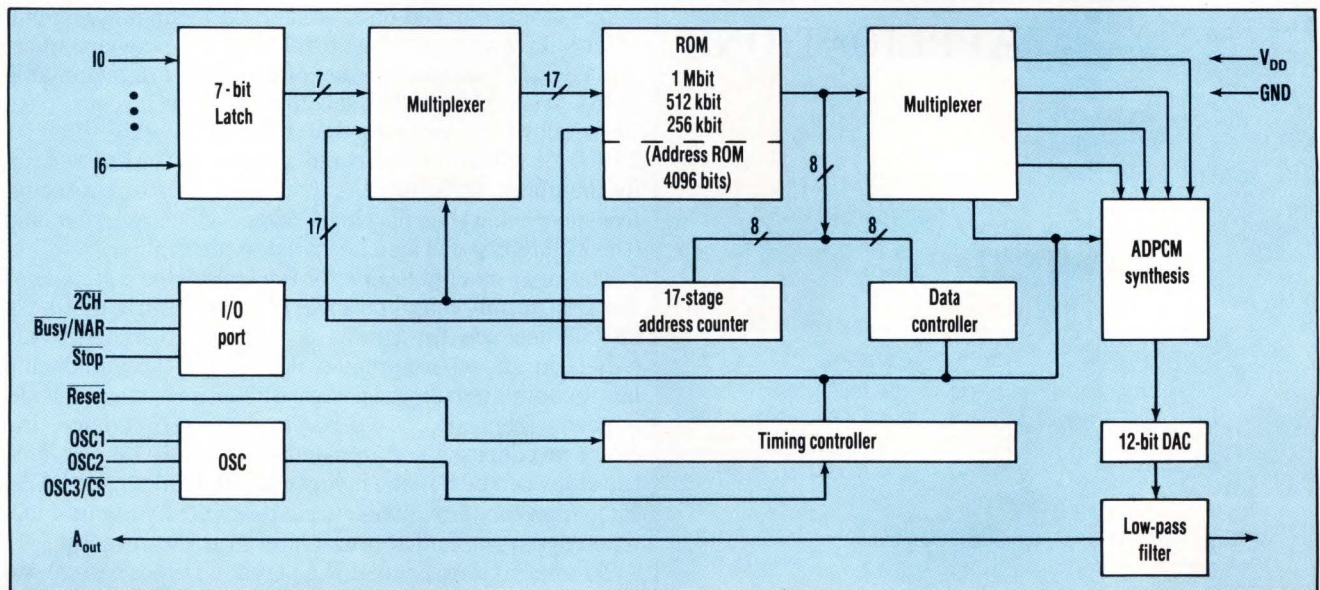 I0
I6
7-bit
Latch
7
Multiplexer
17
17
ROM
1 Mbit
512 kbit
256 kbit
(Address ROM
4096 bits)
8
8
8
Multiplexer
V_DD
GND
ADPCM
synthesis
2CH
Busy/NAR
Stop
I/O
port
17-stage
address counter
Data
controller
Reset
OSC1
OSC2
OSC3/CS
OSC
Timing controller
12-bit DAC
A_out
Low-pass
filter